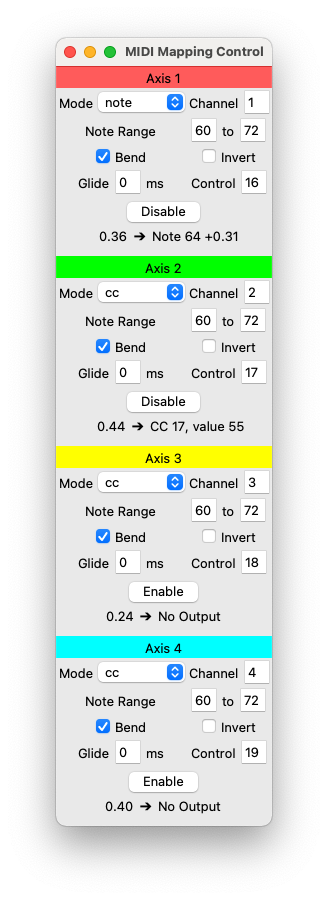 MIDI Mapping Control
Axis 1
Mode note Channel 1
Note Range 60 to 72
Bend Invert
Glide 0 ms Control 16
Disable
0.36 ➔ Note 64 +0.31
Axis 2
Mode cc Channel 2
Note Range 60 to 72
Bend Invert
Glide 0 ms Control 17
Disable
0.44 ➔ CC 17, value 55
Axis 3
Mode cc Channel 3
Note Range 60 to 72
Bend Invert
Glide 0 ms Control 18
Enable
0.24 ➔ No Output
Axis 4
Mode cc Channel 4
Note Range 60 to 72
Bend Invert
Glide 0 ms Control 19
Enable
0.40 ➔ No Output